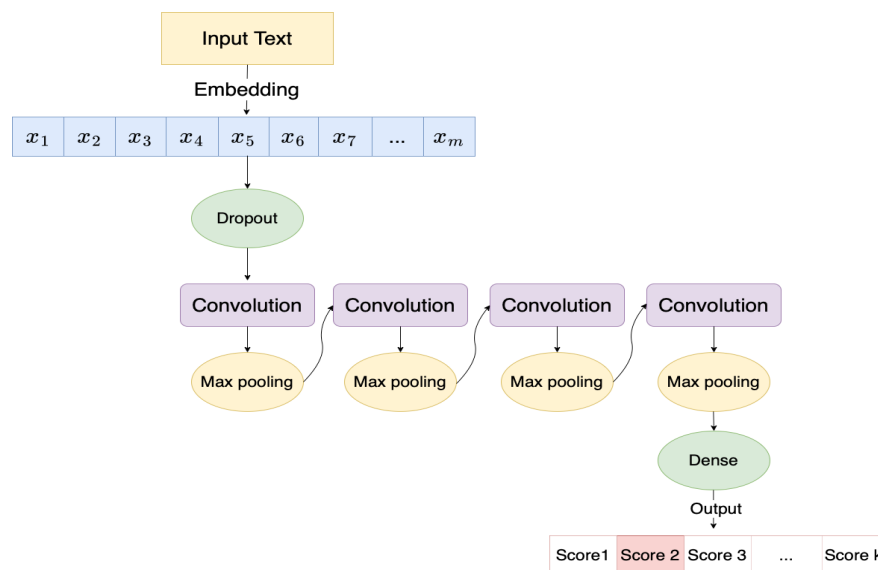 Input Text
Embedding
x1 x2 x3 x4 x5 x6 x7 ... xm
Dropout
Convolution Convolution Convolution Convolution
Max pooling Max pooling Max pooling Max pooling
Dense
Output
Score1 Score 2 Score 3 ... Score k